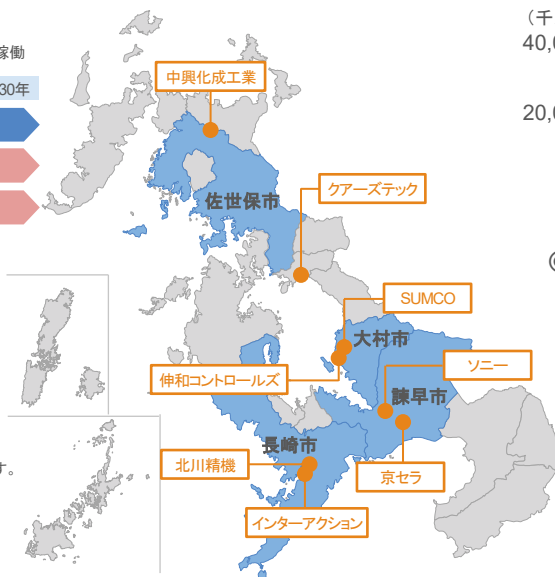 稼働
30年
(千
40,0
20,0
中興化成工業
佐世保市
クアーズテック
SUMCO
大村市
伸和コントロールズ
ソニー
諫早市
長崎市
北川精機
京セラ
す。
インターアクション